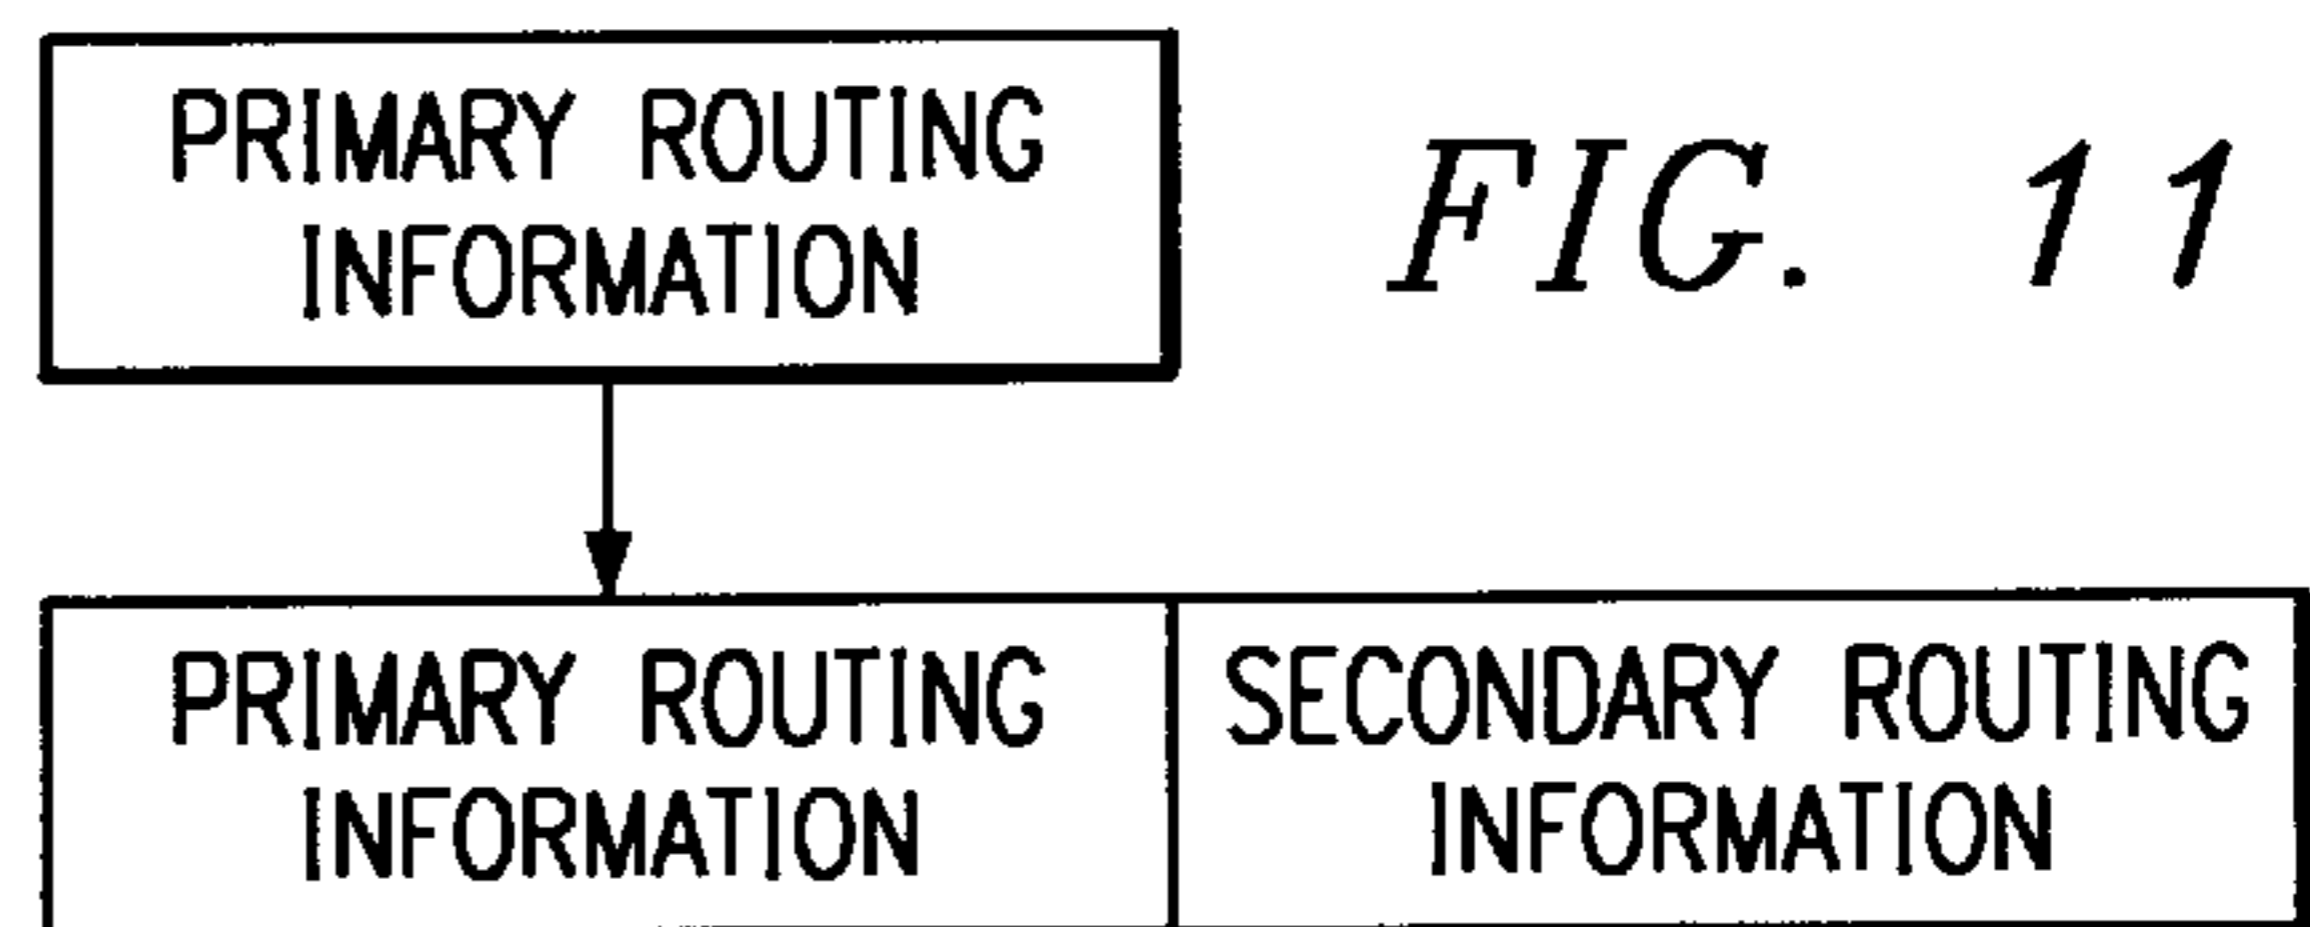 PRIMARY ROUTING
INFORMATION
FIG. 11
PRIMARY ROUTING
INFORMATION
SECONDARY ROUTING
INFORMATION